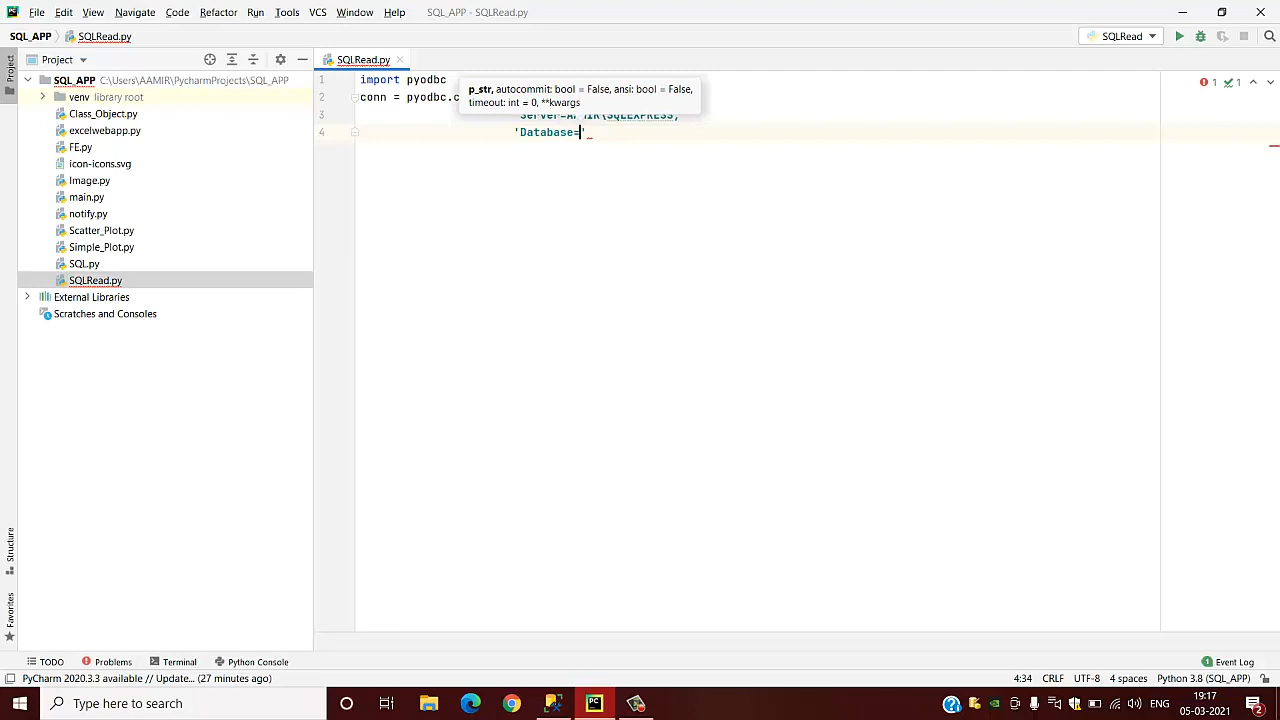 File Edit View Navigate Code Refactor Run Tools VCS Window Help SQL_APP - SQLRead.py
SQL_APP SQLRead.py SQLRead
Project Project SQLRead.py
SQL_APP C:\Users\AAMIR\PycharmProjects\SQL_APP
venv library root
Class_Object.py
excelwebapp.py
FE.py
icon-icons.svg
Image.py
main.py
notify.py
Scatter_Plot.py
Simple_Plot.py
SQL.py
SQLRead.py
External Libraries
Scratches and Consoles
1 import pyodbc
2 conn = pyodbc.c
p_str, autocommit: bool = False, ansi: bool = False,
timeout: int = 0, **kwargs
3
4 'Database='
1 1
Structure
Favorites
TODO Problems Terminal Python Console Event Log
PyCharm 2020.3.3 available // Update... (27 minutes ago) 4:34 CRLF UTF-8 4 spaces Python 3.8 (SQL_APP)
Type here to search ENG 19:17
05-03-2021 2